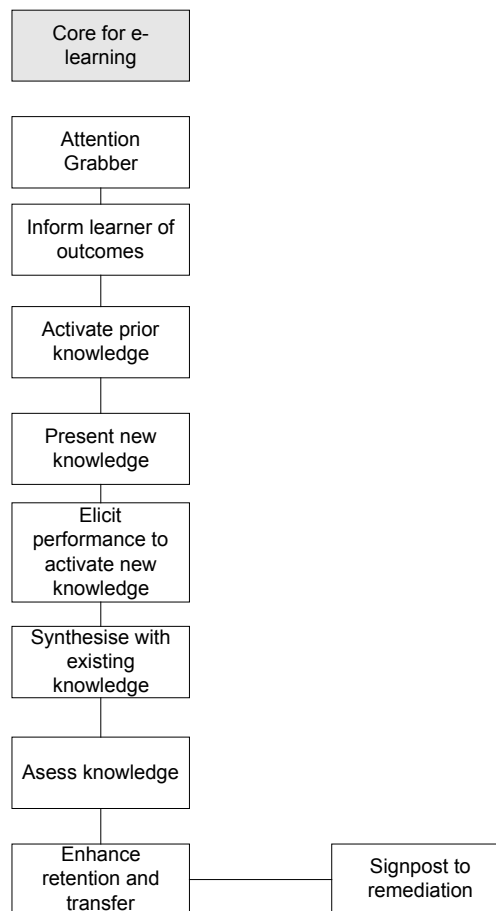 Core for e-
learning
Attention
Grabber
Inform learner of
outcomes
Activate prior
knowledge
Present new
knowledge
Elicit
performance to
activate new
knowledge
Synthesise with
existing
knowledge
Asess knowledge
Enhance
retention and
transfer
Signpost to
remediation